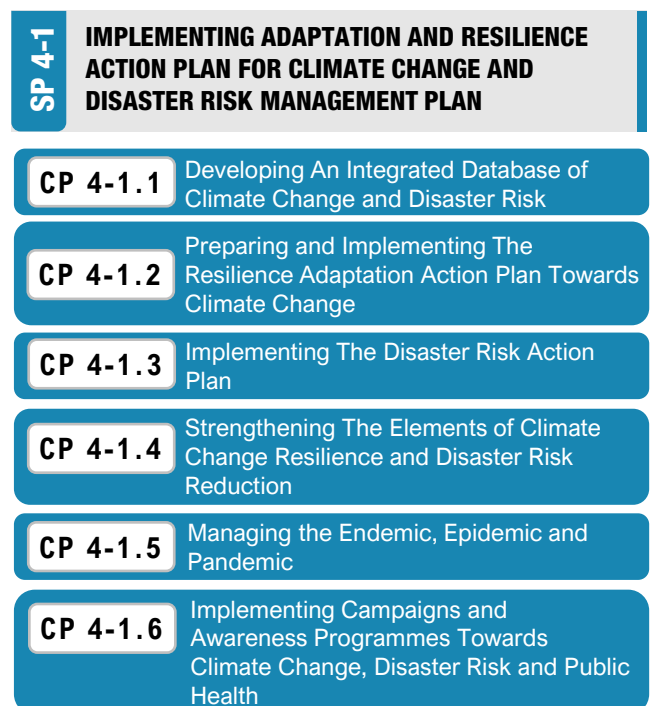 SP 4-1
IMPLEMENTING ADAPTATION AND RESILIENCE
ACTION PLAN FOR CLIMATE CHANGE AND
DISASTER RISK MANAGEMENT PLAN
CP 4-1.1
Developing An Integrated Database of
Climate Change and Disaster Risk
CP 4-1.2
Preparing and Implementing The
Resilience Adaptation Action Plan Towards
Climate Change
CP 4-1.3
Implementing The Disaster Risk Action
Plan
CP 4-1.4
Strengthening The Elements of Climate
Change Resilience and Disaster Risk
Reduction
CP 4-1.5
Managing the Endemic, Epidemic and
Pandemic
CP 4-1.6
Implementing Campaigns and
Awareness Programmes Towards
Climate Change, Disaster Risk and Public
Health